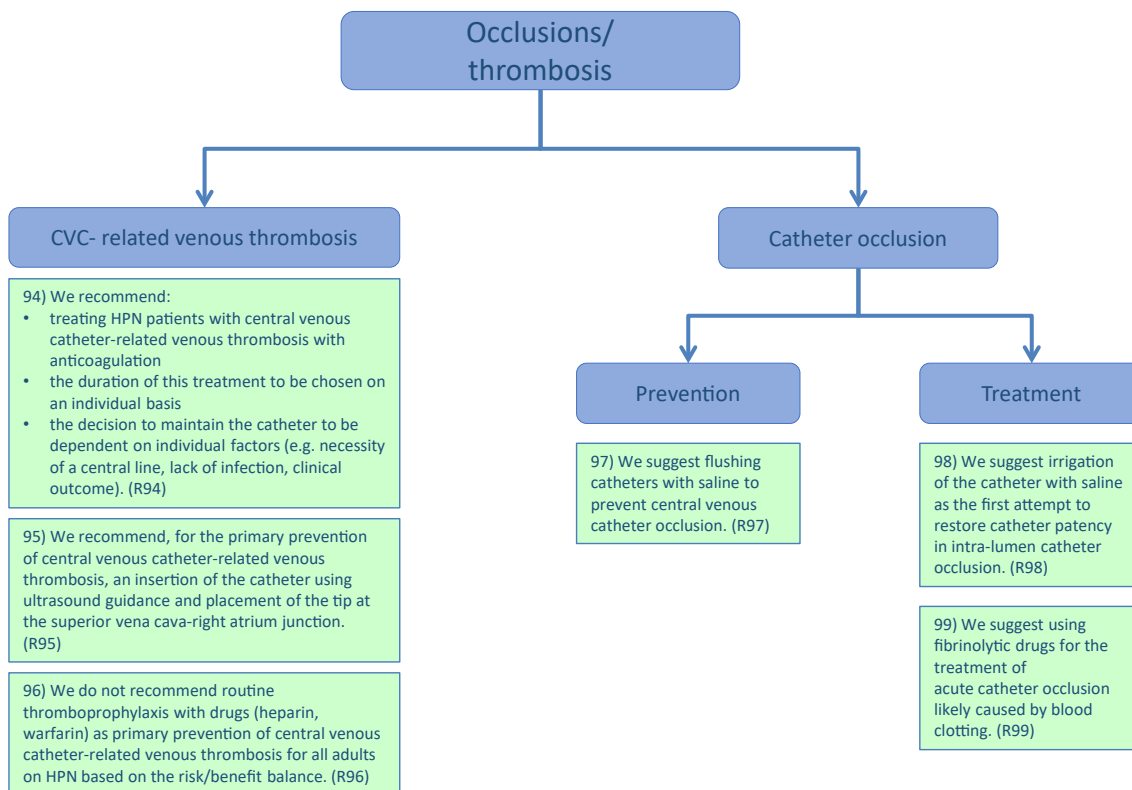 Occlusions/
thrombosis
CVC- related venous thrombosis
94) We recommend:
• treating HPN patients with central venous
catheter-related venous thrombosis with
anticoagulation
• the duration of this treatment to be chosen on
an individual basis
• the decision to maintain the catheter to be
dependent on individual factors (e.g. necessity
of a central line, lack of infection, clinical
outcome). (R94)
95) We recommend, for the primary prevention
of central venous catheter-related venous
thrombosis, an insertion of the catheter using
ultrasound guidance and placement of the tip at
the superior vena cava-right atrium junction.
(R95)
96) We do not recommend routine
thromboprophylaxis with drugs (heparin,
warfarin) as primary prevention of central venous
catheter-related venous thrombosis for all adults
on HPN based on the risk/benefit balance. (R96)
Catheter occlusion
Prevention
97) We suggest flushing
catheters with saline to
prevent central venous
catheter occlusion. (R97)
Treatment
98) We suggest irrigation
of the catheter with saline
as the first attempt to
restore catheter patency
in intra-lumen catheter
occlusion. (R98)
99) We suggest using
fibrinolytic drugs for the
treatment of
acute catheter occlusion
likely caused by blood
clotting. (R99)